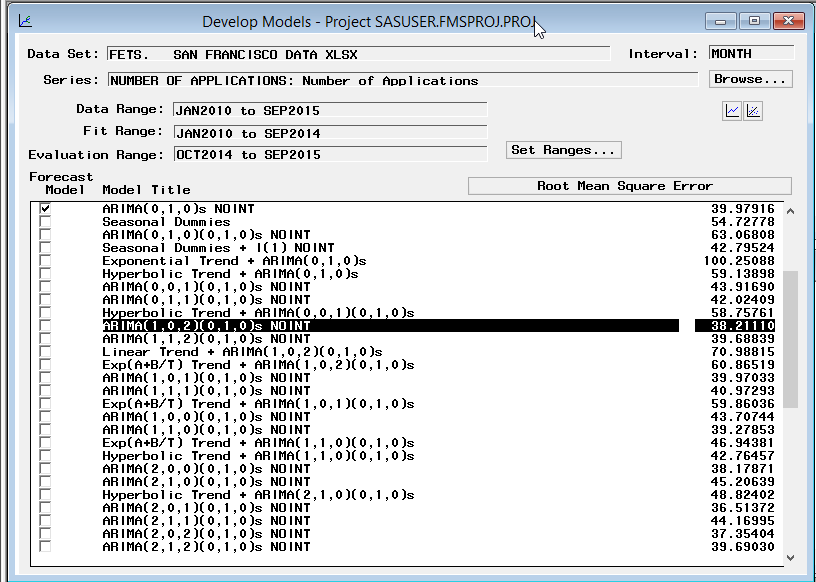 Develop Models - Project SASUSER.FMSPROJ.PROJ
Data Set: FETS. SAN FRANCISCO DATA XLSX Interval: MONTH
Series: NUMBER OF APPLICATIONS: Number of Applications Browse...
Data Range: JAN2010 to SEP2015
Fit Range: JAN2010 to SEP2014
Evaluation Range: OCT2014 to SEP2015 Set Ranges...
Forecast
Model Model Title Root Mean Square Error
ARIMA(0,1,0)s NOINT 39.97916
Seasonal Dummies 54.72778
ARIMA(0,1,0)(0,1,0)s NOINT 63.06808
Seasonal Dummies + I(1) NOINT 42.79524
Exponential Trend + ARIMA(0,1,0)s 100.25088
Hyperbolic Trend + ARIMA(0,1,0)s 59.13898
ARIMA(0,0,1)(0,1,0)s NOINT 43.91690
ARIMA(0,1,1)(0,1,0)s NOINT 42.02409
Hyperbolic Trend + ARIMA(0,0,1)(0,1,0)s 58.75761
ARIMA(1,0,2)(0,1,0)s NOINT 38.21110
ARIMA(1,1,2)(0,1,0)s NOINT 39.68839
Linear Trend + ARIMA(1,0,2)(0,1,0)s 70.98815
Exp(A+B/T) Trend + ARIMA(1,0,2)(0,1,0)s 60.86519
ARIMA(1,0,1)(0,1,0)s NOINT 39.97033
ARIMA(1,1,1)(0,1,0)s NOINT 40.97293
Exp(A+B/T) Trend + ARIMA(1,0,1)(0,1,0)s 59.86036
ARIMA(1,0,0)(0,1,0)s NOINT 43.70744
ARIMA(1,1,0)(0,1,0)s NOINT 39.27853
Exp(A+B/T) Trend + ARIMA(1,1,0)(0,1,0)s 46.94381
Hyperbolic Trend + ARIMA(1,1,0)(0,1,0)s 42.76457
ARIMA(2,0,0)(0,1,0)s NOINT 38.17871
ARIMA(2,1,0)(0,1,0)s NOINT 45.20639
Hyperbolic Trend + ARIMA(2,1,0)(0,1,0)s 48.82402
ARIMA(2,0,1)(0,1,0)s NOINT 36.51372
ARIMA(2,1,1)(0,1,0)s NOINT 44.16995
ARIMA(2,0,2)(0,1,0)s NOINT 37.35404
ARIMA(2,1,2)(0,1,0)s NOINT 39.69030